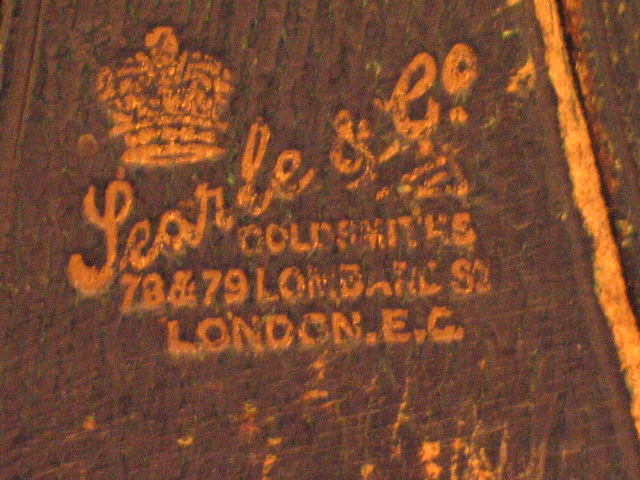 Searle & Co.
GOLDSMITHS
78 & 79 LOMBARD ST
LONDON.E.C.